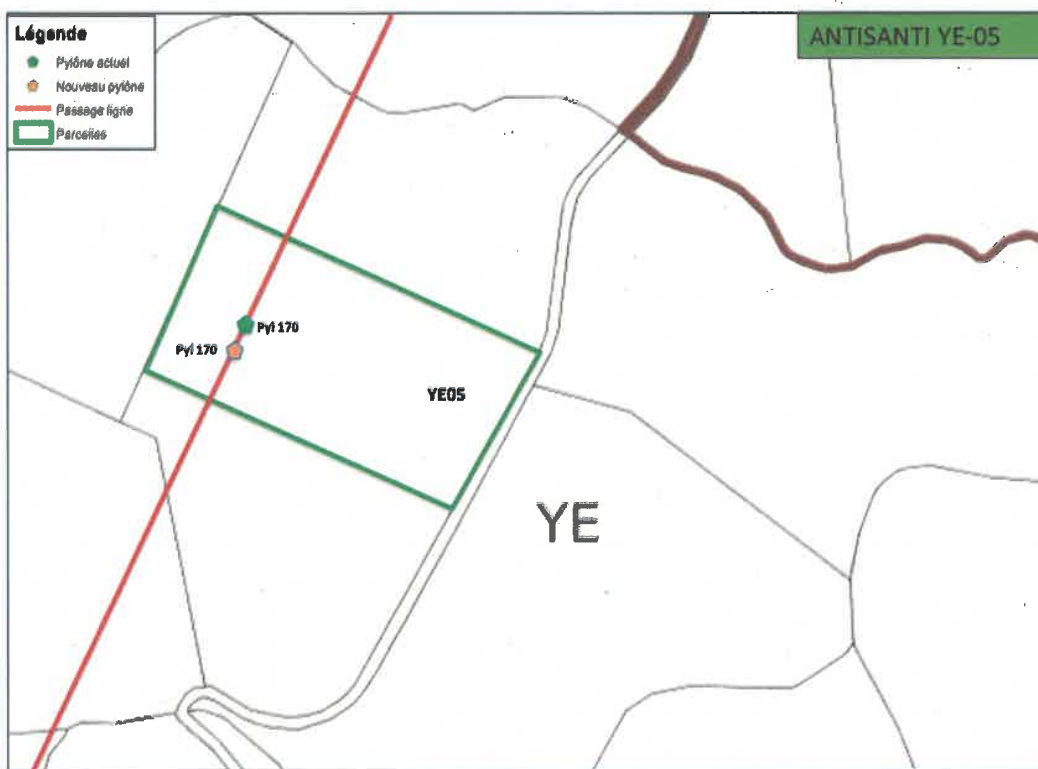 Légende
Pylône actuel
Nouveau pylône
Passage ligne
Parcelles
ANTISANTI YE-05
Pyl 170
Pyl 170
YE05
YE